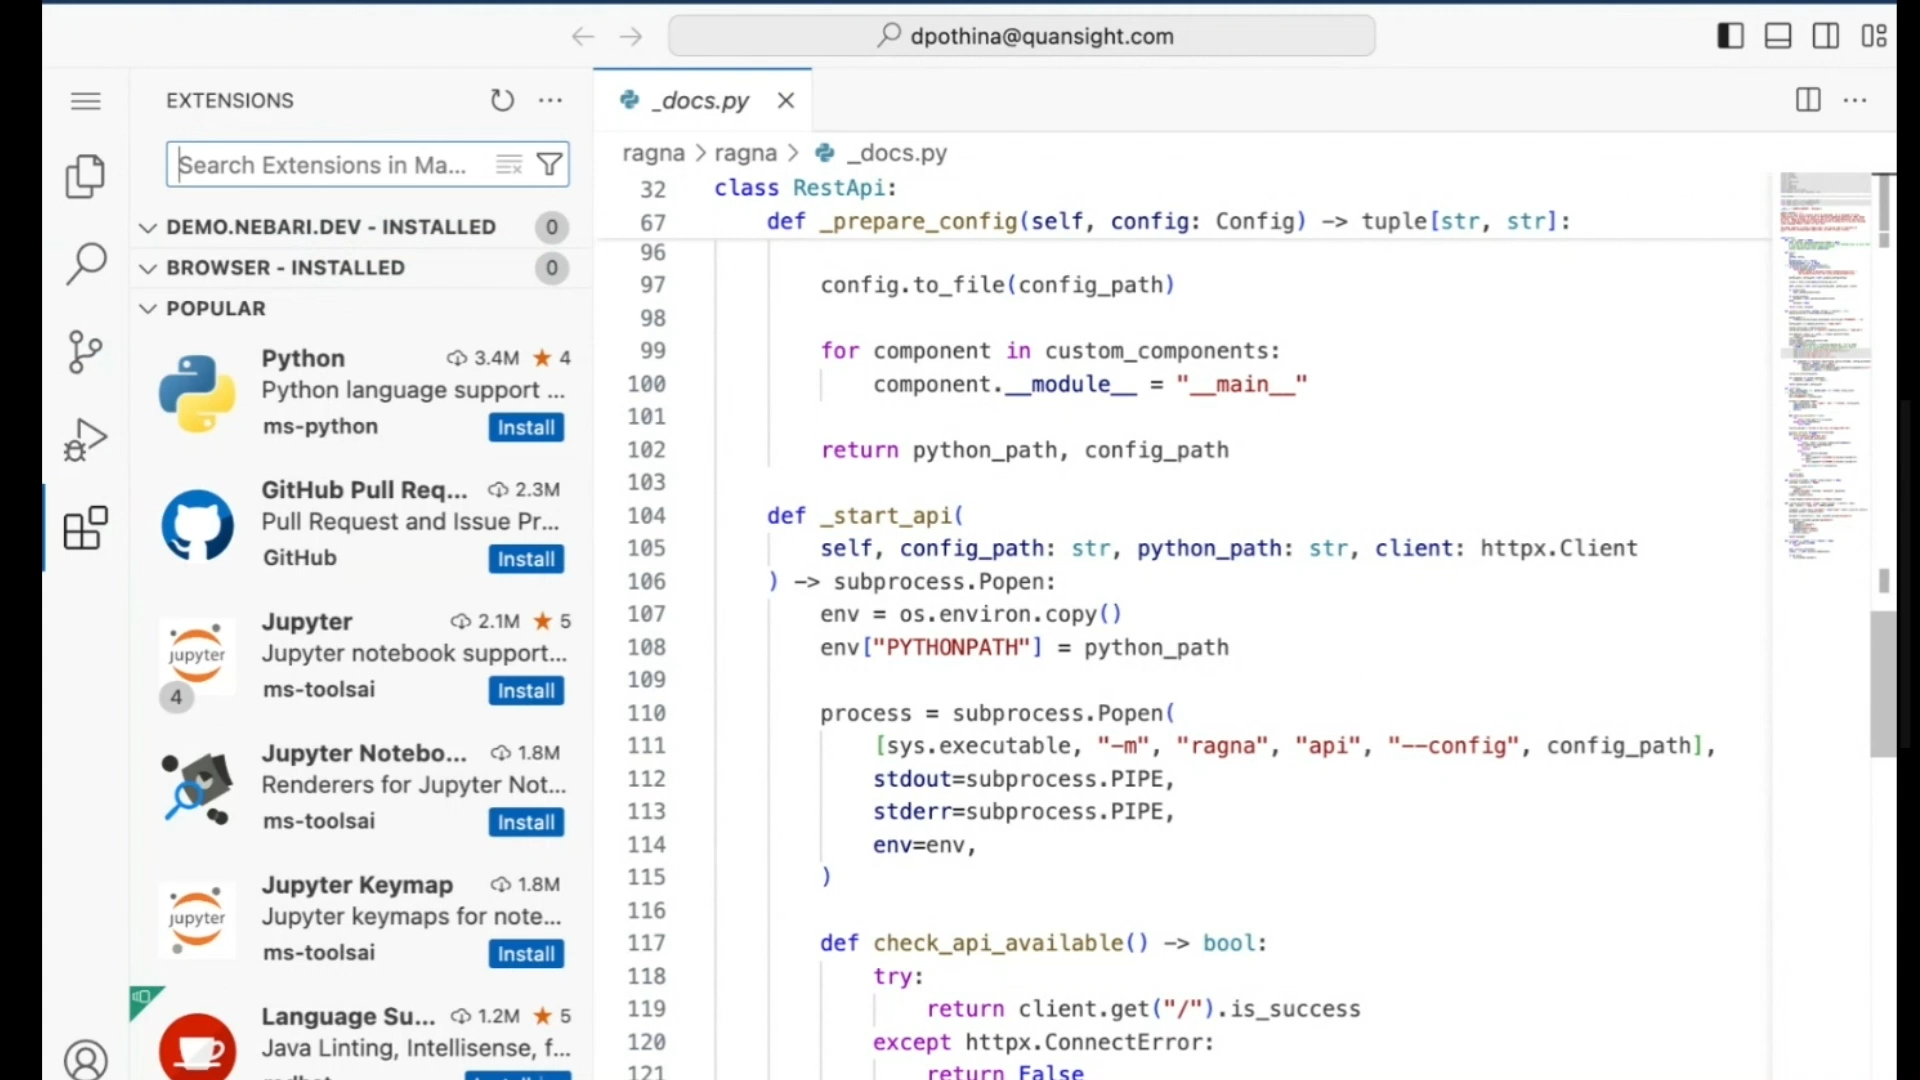 dpothina@quansight.com
EXTENSIONS
Search Extensions in Ma...
DEMO.NEBARI.DEV - INSTALLED 0
BROWSER - INSTALLED 0
POPULAR
Python 3.4M ★ 4
Python language support ...
ms-python Install
GitHub Pull Req... 2.3M
Pull Request and Issue Pr...
GitHub Install
jupyter
Jupyter 2.1M ★ 5
Jupyter notebook support...
4
ms-toolsai Install
Jupyter Notebo... 1.8M
Renderers for Jupyter Not...
ms-toolsai Install
jupyter
Jupyter Keymap 1.8M
Jupyter keymaps for note...
ms-toolsai Install
Language Su... 1.2M ★ 5
Java Linting, Intellisense, f...
_docs.py
ragna > ragna > _docs.py
32 class RestApi:
67 def _prepare_config(self, config: Config) -> tuple[str, str]:
96
97 config.to_file(config_path)
98
99 for component in custom_components:
100 component.__module__ = "__main__"
101
102 return python_path, config_path
103
104 def _start_api(
105 self, config_path: str, python_path: str, client: httpx.Client
106 ) -> subprocess.Popen:
107 env = os.environ.copy()
108 env["PYTHONPATH"] = python_path
109
110 process = subprocess.Popen(
111 [sys.executable, "-m", "ragna", "api", "--config", config_path],
112 stdout=subprocess.PIPE,
113 stderr=subprocess.PIPE,
114 env=env,
115 )
116
117 def check_api_available() -> bool:
118 try:
119 return client.get("/").is_success
120 except httpx.ConnectError:
121 return False